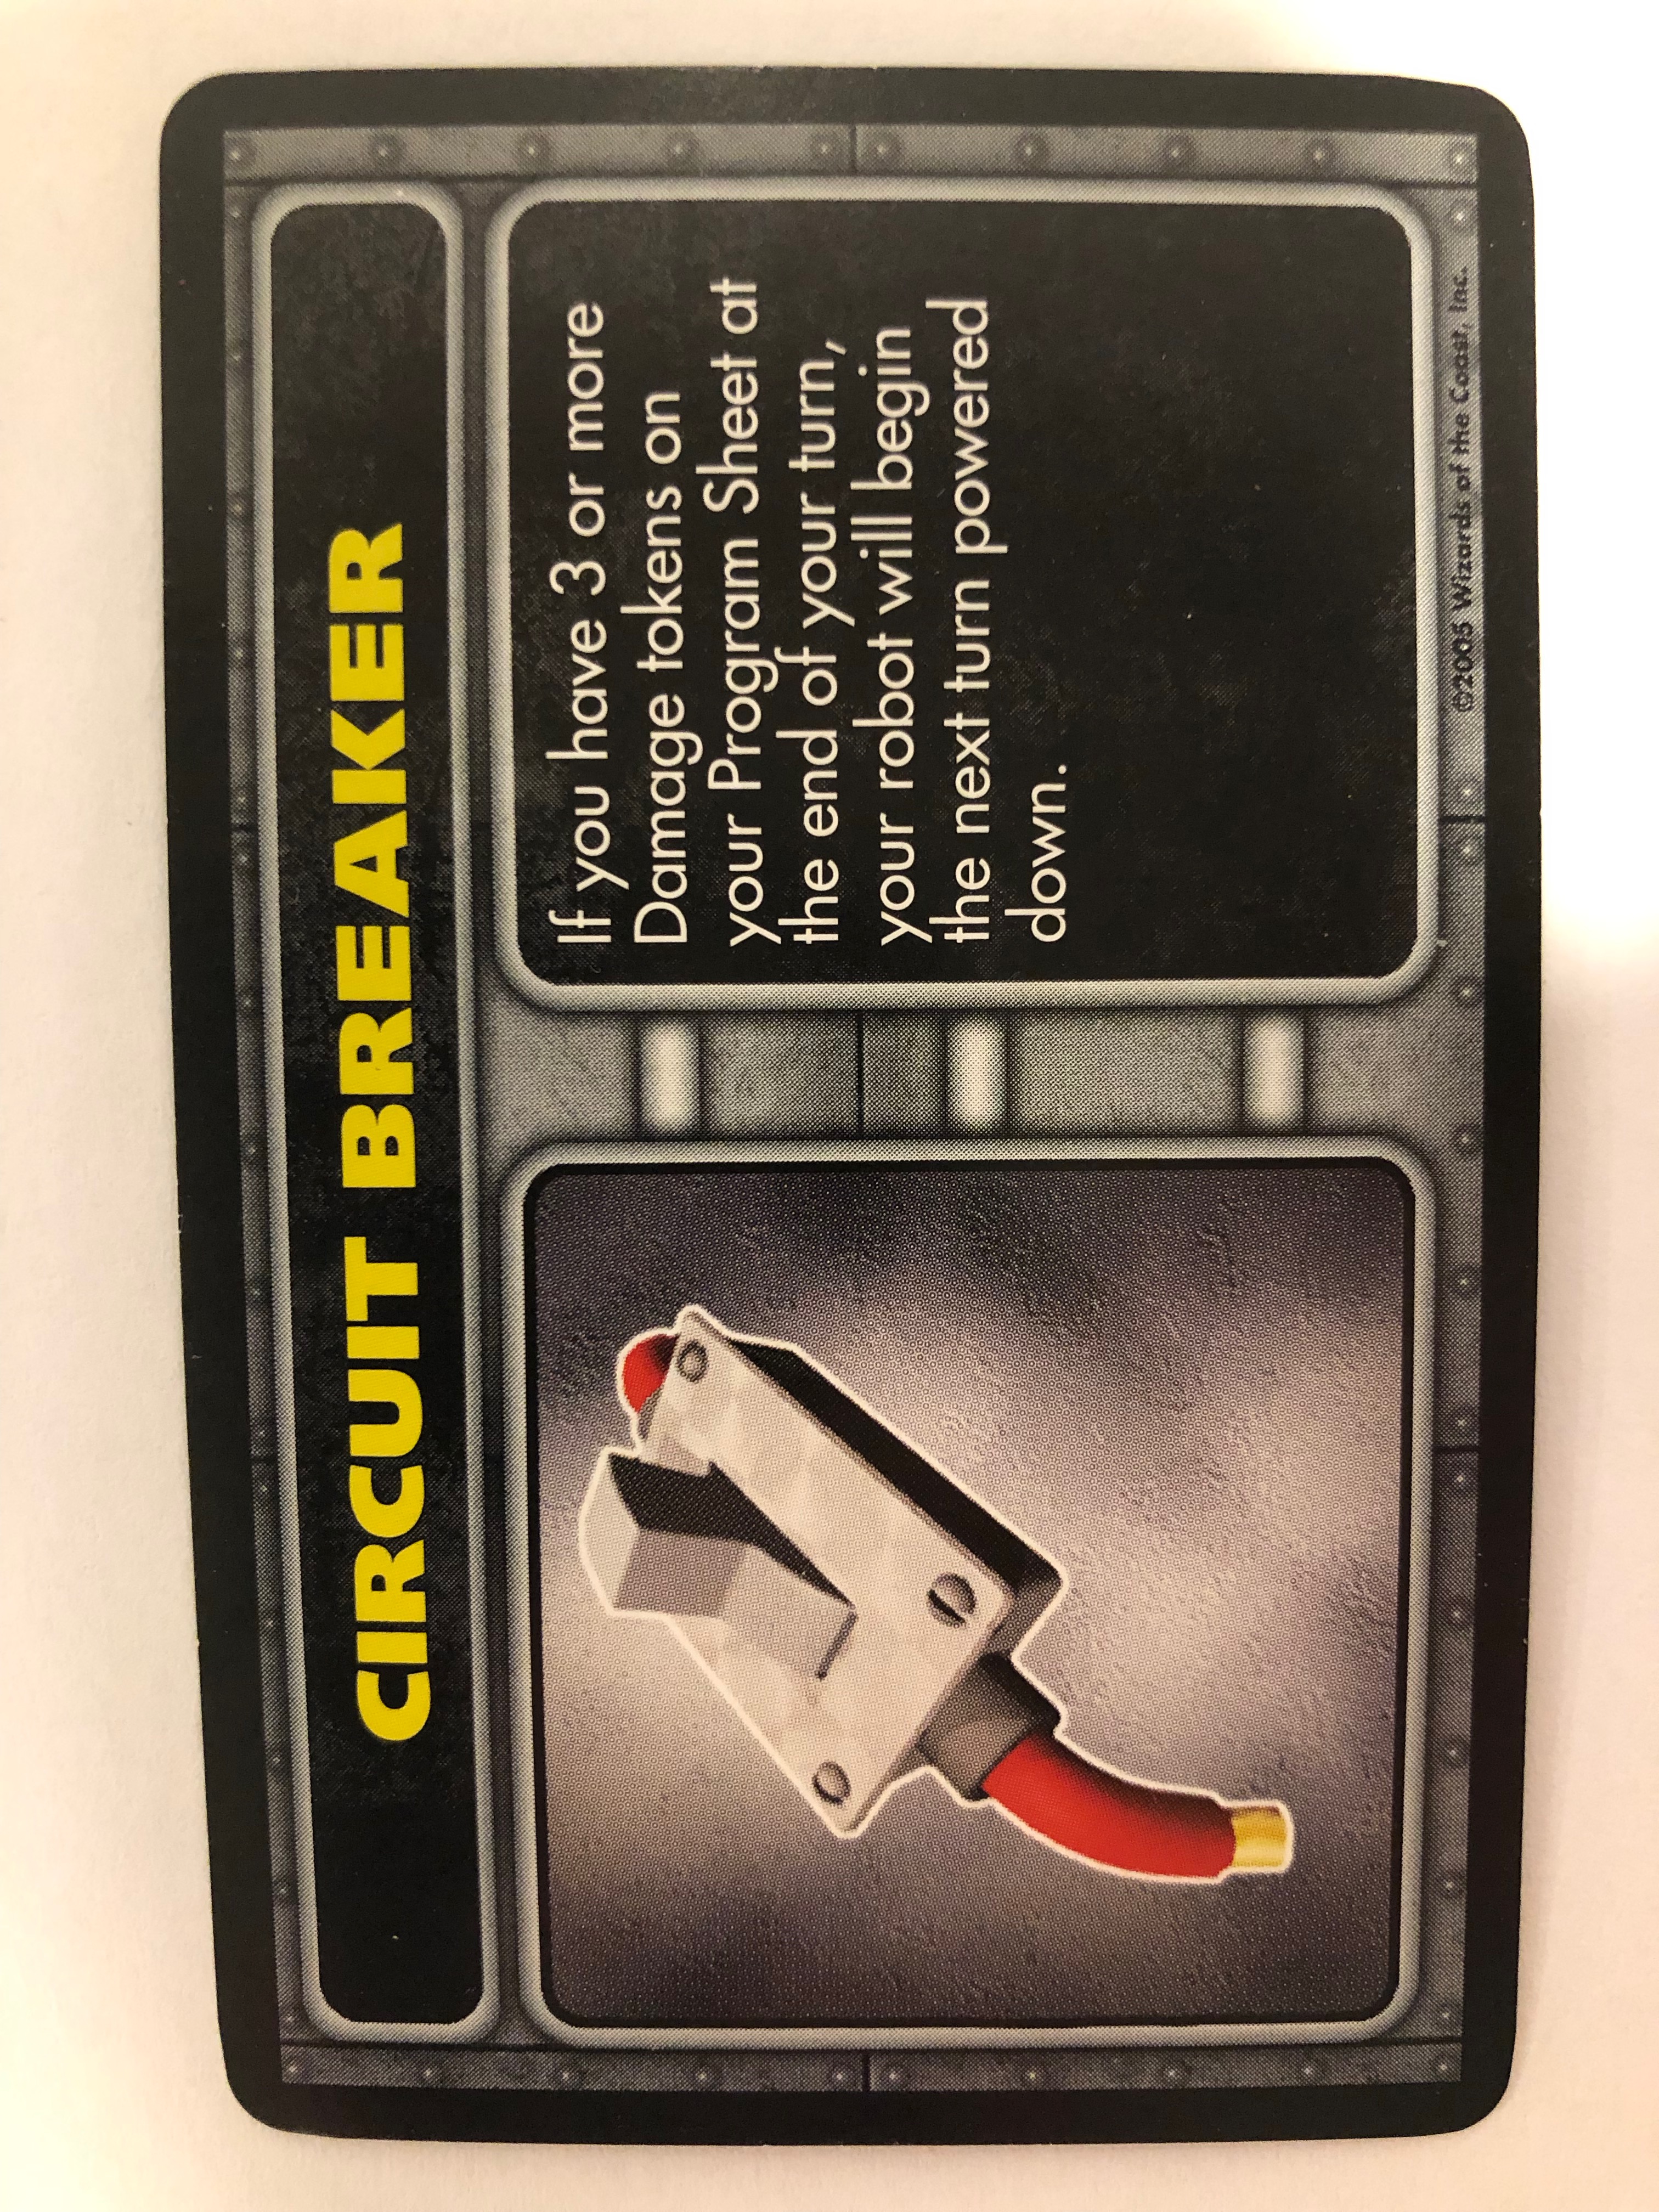 CIRCUIT BREAKER
If you have 3 or more
Damage tokens on
your Program Sheet at
the end of your turn,
your robot will begin
the next turn powered
down.
©2005 Wizards of the Coast, Inc.